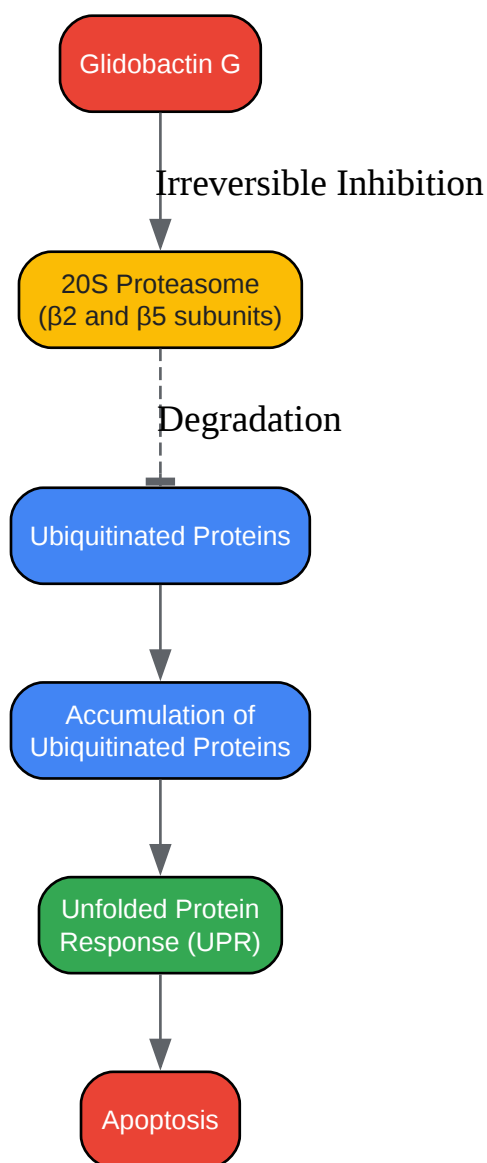 Glidobactin G
Irreversible Inhibition
20S Proteasome
(β2 and β5 subunits)
Degradation
Ubiquitinated Proteins
Accumulation of
Ubiquitinated Proteins
Unfolded Protein
Response (UPR)
Apoptosis